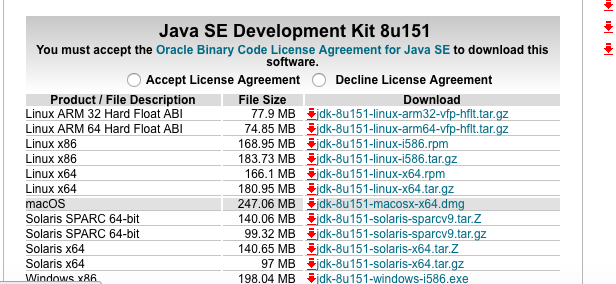 Java SE Development Kit 8u151
You must accept the Oracle Binary Code License Agreement for Java SE to download this
software.
Accept License Agreement Decline License Agreement
Product / File Description File Size Download
Linux ARM 32 Hard Float ABI 77.9 MB jdk-8u151-linux-arm32-vfp-hflt.tar.gz
Linux ARM 64 Hard Float ABI 74.85 MB jdk-8u151-linux-arm64-vfp-hflt.tar.gz
Linux x86 168.95 MB jdk-8u151-linux-i586.rpm
Linux x86 183.73 MB jdk-8u151-linux-i586.tar.gz
Linux x64 166.1 MB jdk-8u151-linux-x64.rpm
Linux x64 180.95 MB jdk-8u151-linux-x64.tar.gz
macOS 247.06 MB jdk-8u151-macosx-x64.dmg
Solaris SPARC 64-bit 140.06 MB jdk-8u151-solaris-sparcv9.tar.Z
Solaris SPARC 64-bit 99.32 MB jdk-8u151-solaris-sparcv9.tar.gz
Solaris x64 140.65 MB jdk-8u151-solaris-x64.tar.Z
Solaris x64 97 MB jdk-8u151-solaris-x64.tar.gz
Windows x86 198.04 MB jdk-8u151-windows-i586.exe